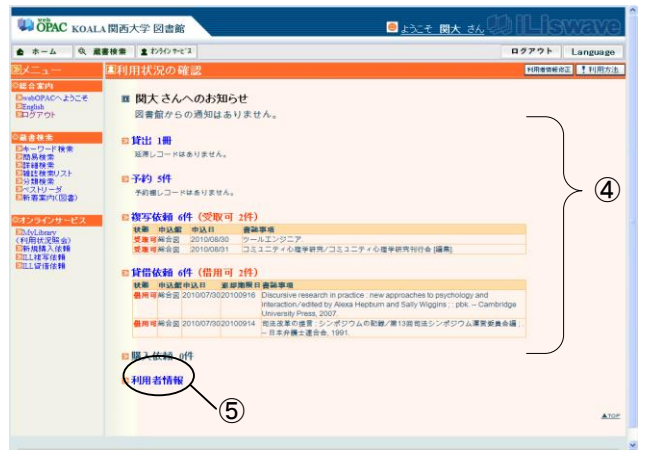 web OPAC KOALA 関西大学 図書館
ようこそ 関大 さん
iLiswave
ホーム 蔵書検索 オンラインサービス ログアウト Language
メニュー
利用状況の確認 利用者情報修正 利用方法
総合案内
WebOPACへようこそ
English
ログアウト
蔵書検索
キーワード検索
簡易検索
詳細検索
雑誌検索リスト
分類検索
ベストリーダ
新着案内(図書)
オンラインサービス
MyLibrary
(利用状況照会)
新規購入依頼
ILL複写依頼
ILL貸借依頼
関大 さんへのお知らせ
図書館からの通知はありません。
貸出 1冊
延滞レコードはありません。
予約 5件
予約棚レコードはありません。
複写依頼 6件 (受取可 2件)
状態 申込館 申込日 書誌事項
受取可 総合図 2010/08/30 ツールエンジニア.
受取可 総合図 2010/08/31 コミュニティ心理学研究/コミュニティ心理学研究刊行会 [編集]
貸借依頼 6件 (借用可 2件)
状態 申込館 申込日 返却期限日 書誌事項
借用可 総合図 2010/07/30 20100916 Discursive research in practice : new approaches to psychology and
interaction/edited by Alexa Hepburn and Sally Wiggins ; : pbk. -- Cambridge
University Press, 2007.
借用可 総合図 2010/07/30 20100914 司法改革の提言 : シンポジウムの記録/第13回司法シンポジウム運営委員会編 ; .
-- 日本弁護士連合会, 1991.
購入依頼 0件
利用者情報
④
⑤
▲TOP